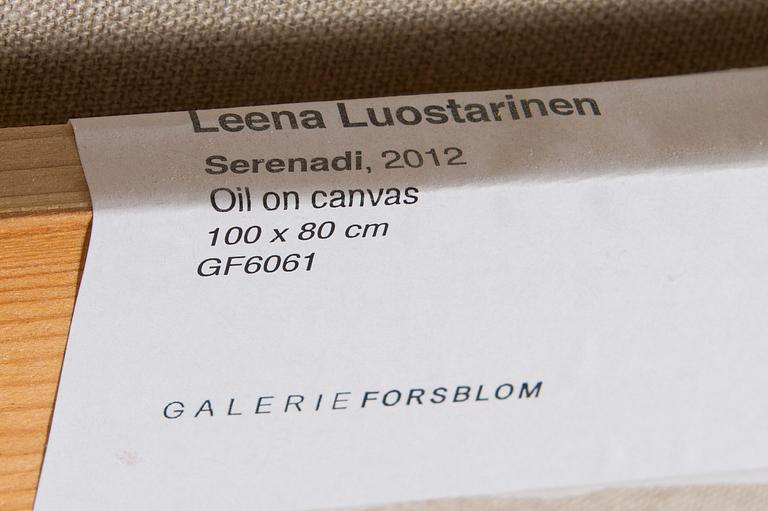 Leena Luostarinen
Serenadi, 2012
Oil on canvas
100 x 80 cm
GF6061
GALERIEFORSBLOM